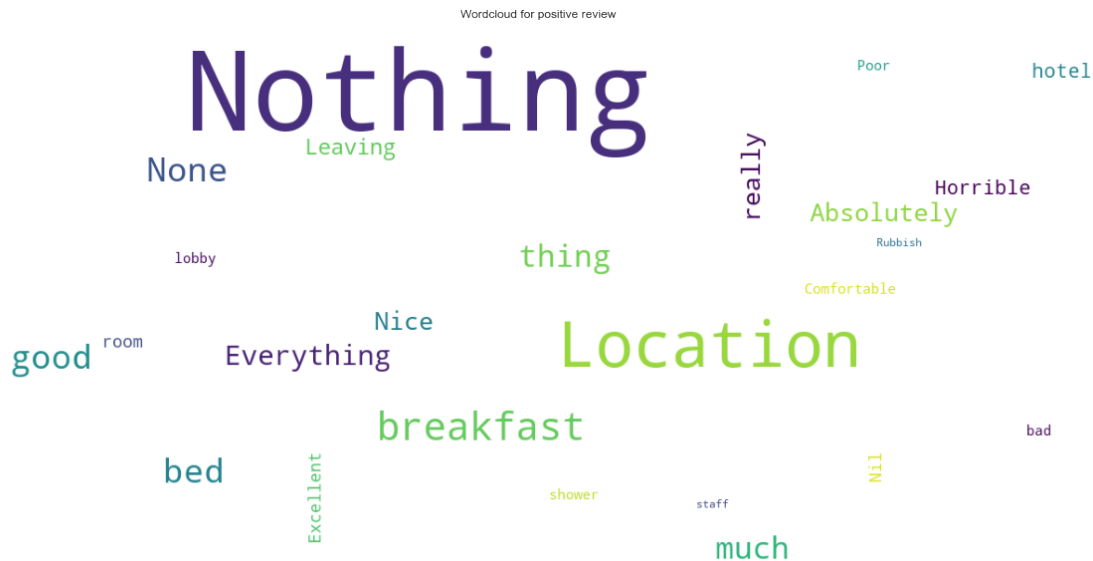 Wordcloud for positive review
Nothing
Poor
hotel
Leaving
None
really
Horrible
Absolutely
Rubbish
lobby
thing
Comfortable
Nice
room
good
Everything
Location
breakfast
bad
bed
Excellent
Nil
shower
staff
much